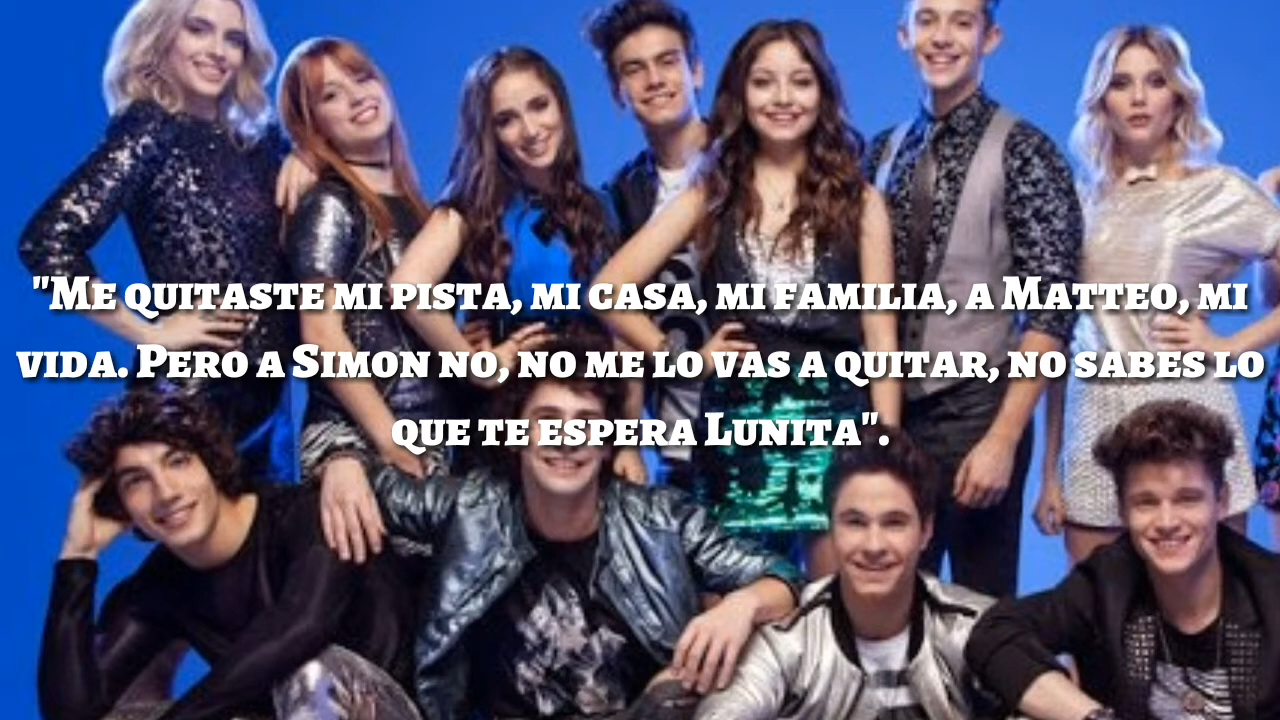 "Me quitaste mi pista, mi casa, mi familia, a Matteo, mi
vida. Pero a Simon no, no me lo vas a quitar, no sabes lo
que te espera Lunita".